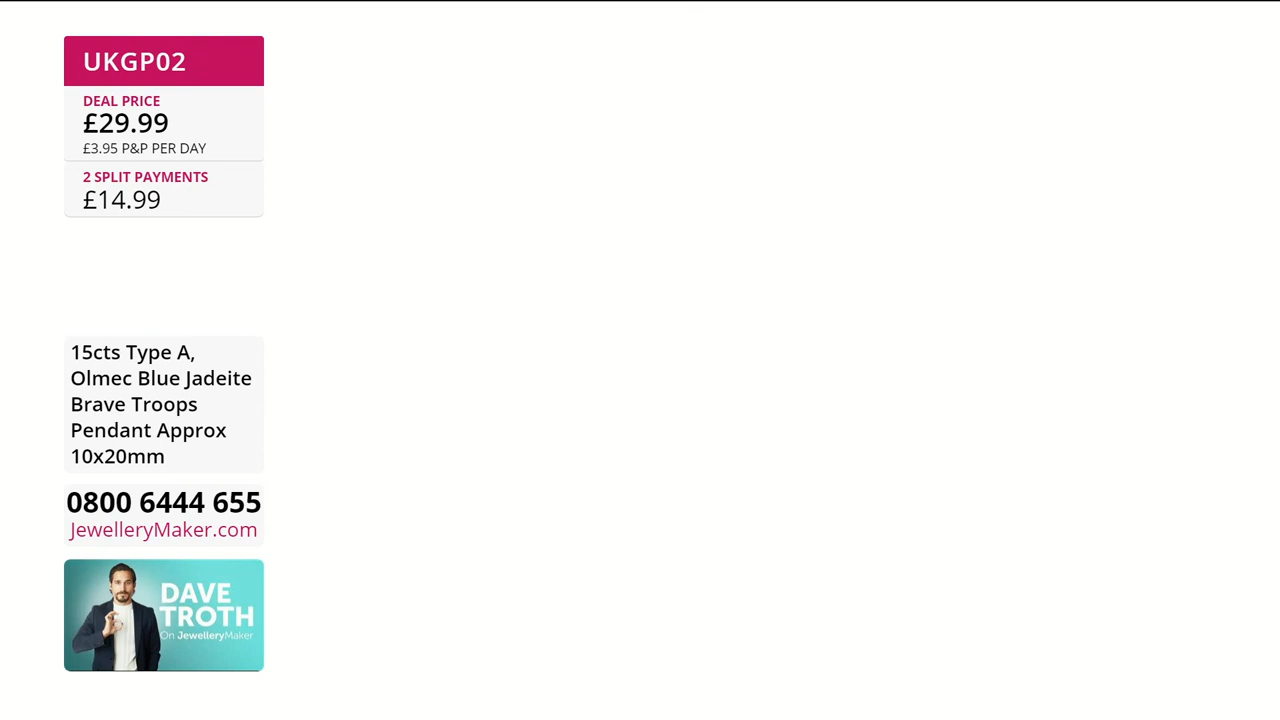 UKGP02
DEAL PRICE
£29.99
£3.95 P&P PER DAY
2 SPLIT PAYMENTS
£14.99
15cts Type A,
Olmec Blue Jadeite
Brave Troops
Pendant Approx
10x20mm
0800 6444 655
JewelleryMaker.com
DAVE
TROTH
On JewelleryMaker